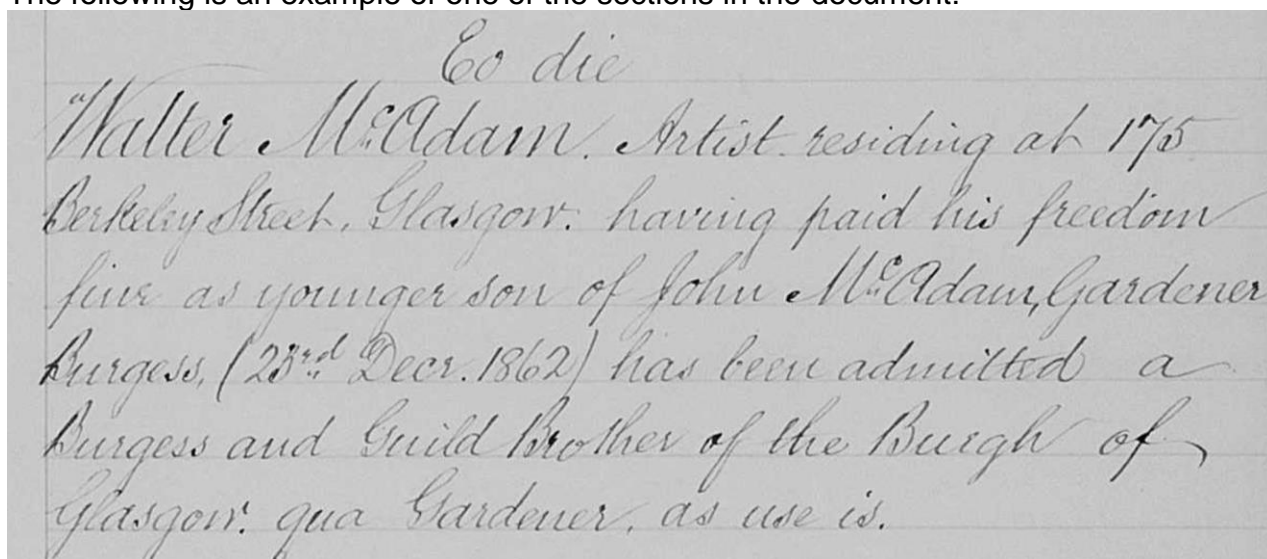 The following is an example of one of the sections in the document:
Eo die
Walter McAdam. Artist residing at 175
Berkeley Street, Glasgow. having paid his freedom
fine as younger son of John McAdam, Gardener
Burgess, (23rd Decr. 1862) has been admitted a
Burgess and Guild Brother of the Burgh of
Glasgow. qua Gardener, as use is.